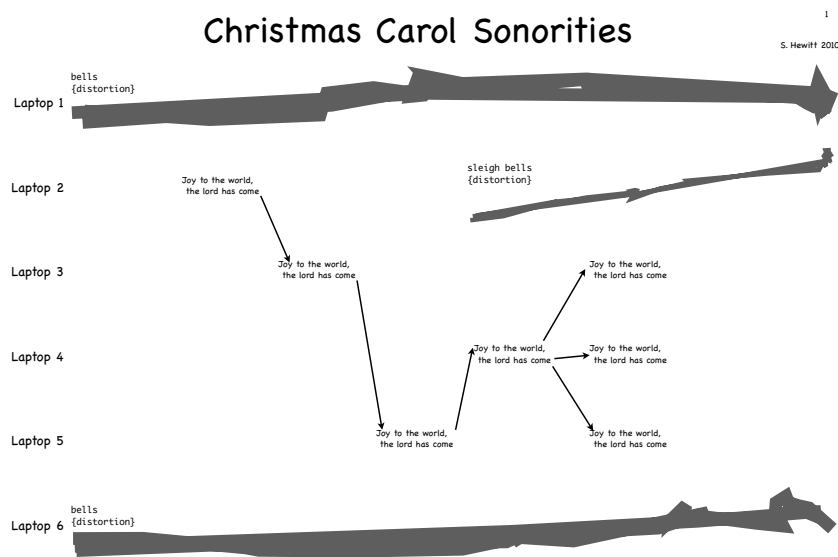 1
Christmas Carol Sonorities
S. Hewitt 2010
bells
{distortion}
Laptop 1
Laptop 2
Joy to the world,
the lord has come
sleigh bells
{distortion}
Laptop 3
Joy to the world,
the lord has come
Joy to the world,
the lord has come
Laptop 4
Joy to the world,
the lord has come
Joy to the world,
the lord has come
Laptop 5
Joy to the world,
the lord has come
Joy to the world,
the lord has come
bells
{distortion}
Laptop 6